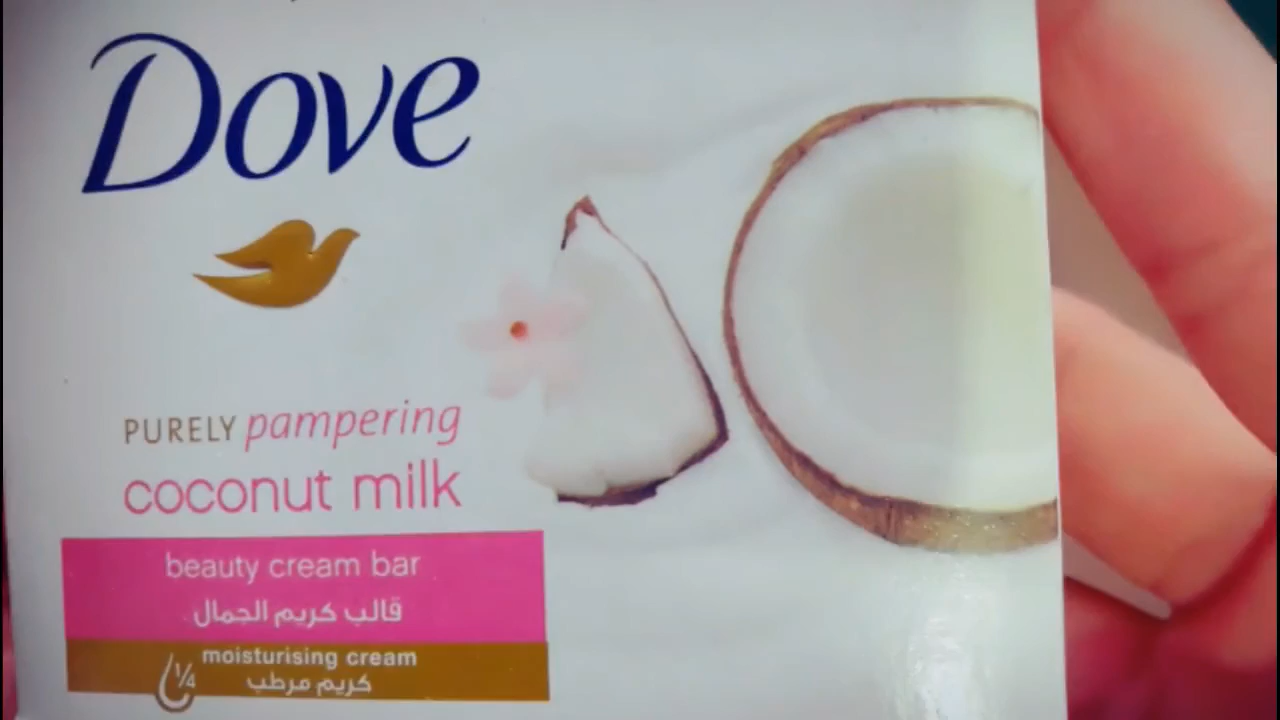 Dove
PURELY pampering
coconut milk
beauty cream bar
قالب كريم الجمال
moisturising cream
1/4
كريم مرطب